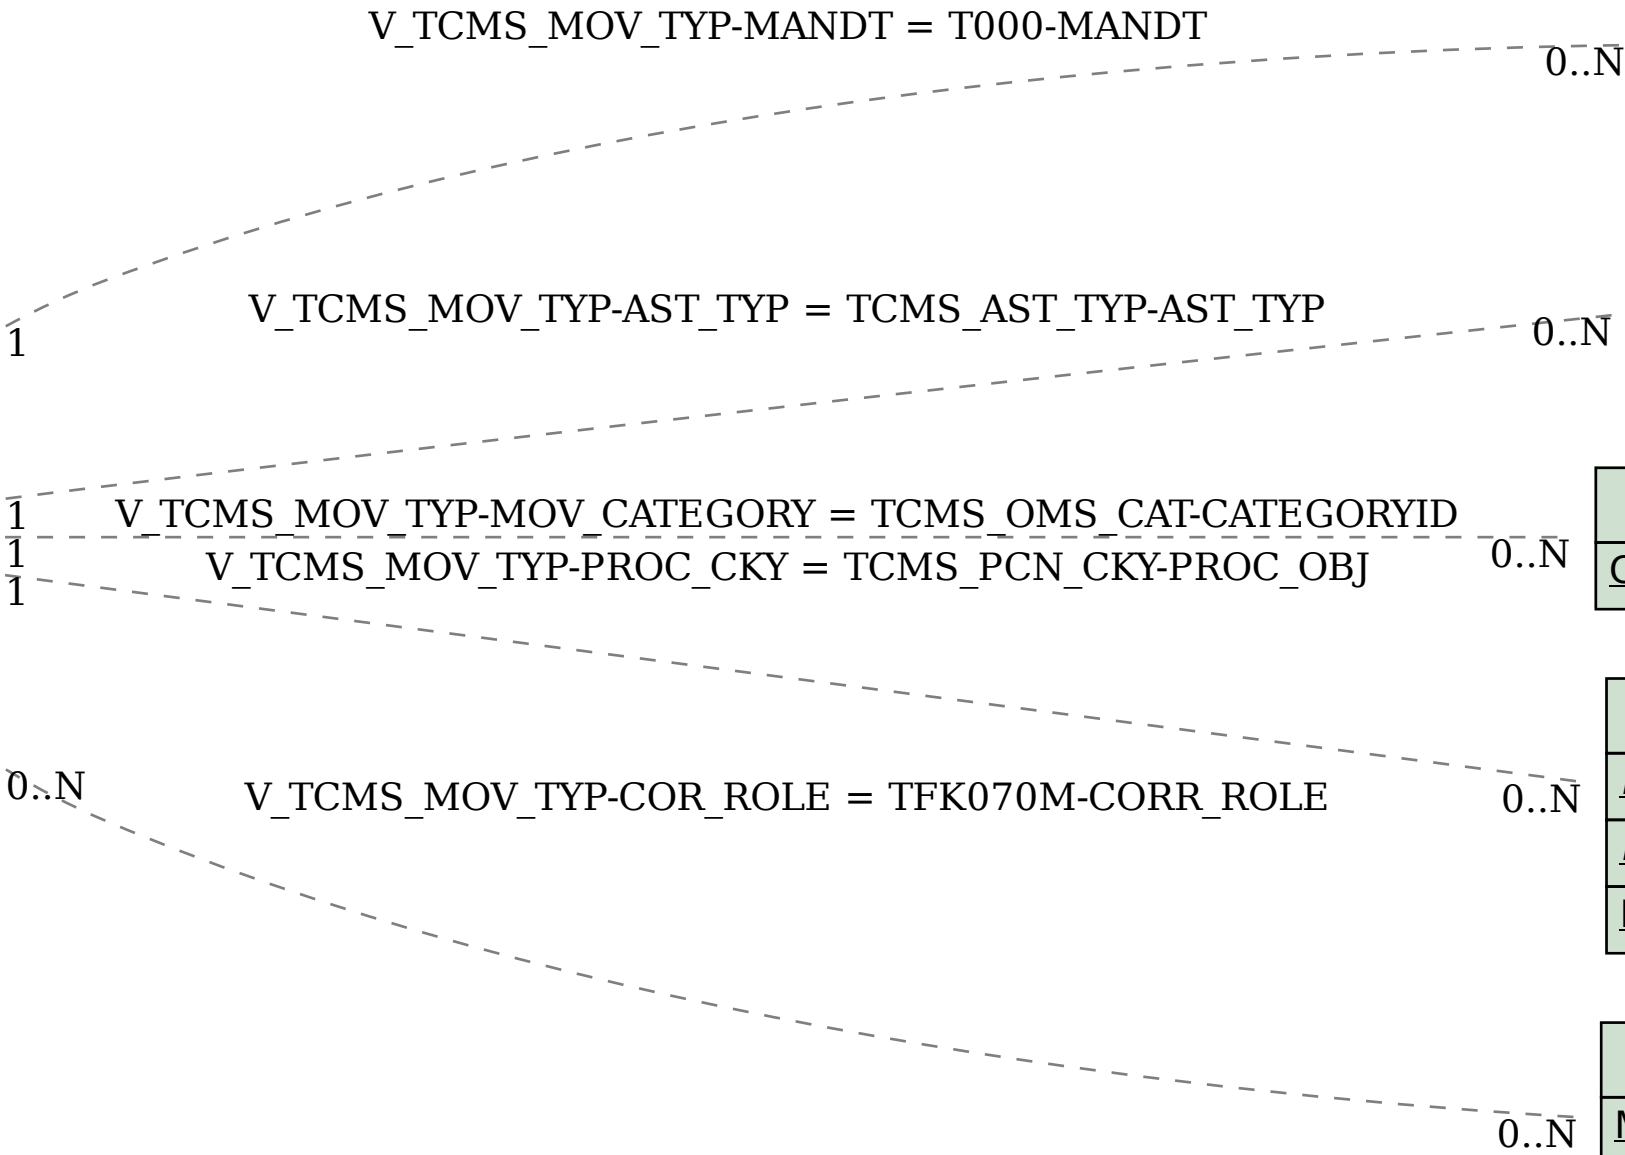 V_TCMS_MOV_TYP-MANDT = T000-MANDT
0..N
1
V_TCMS_MOV_TYP-AST_TYP = TCMS_AST_TYP-AST_TYP
0..N
1
V_TCMS_MOV_TYP-MOV_CATEGORY = TCMS_OMS_CAT-CATEGORYID
1
V_TCMS_MOV_TYP-PROC_CKY = TCMS_PCN_CKY-PROC_OBJ
0..N
1
0..N
V_TCMS_MOV_TYP-COR_ROLE = TFK070M-CORR_ROLE
0..N
0..N